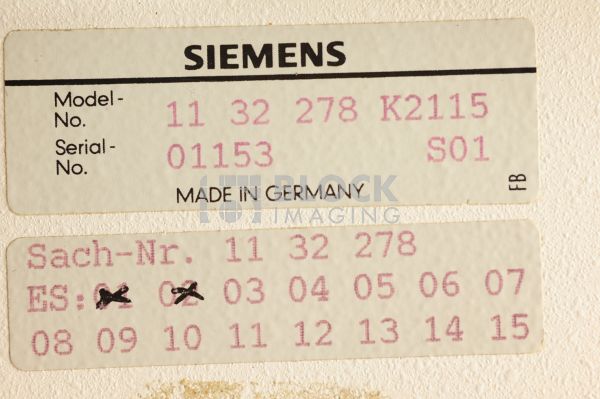 SIEMENS
Model-No. 11 32 278 K2115
Serial-No. 01153 S01
MADE IN GERMANY
FB
BLOCK
IMAGING
Sach-Nr. 11 32 278
ES: 01 02 03 04 05 06 07
08 09 10 11 12 13 14 15